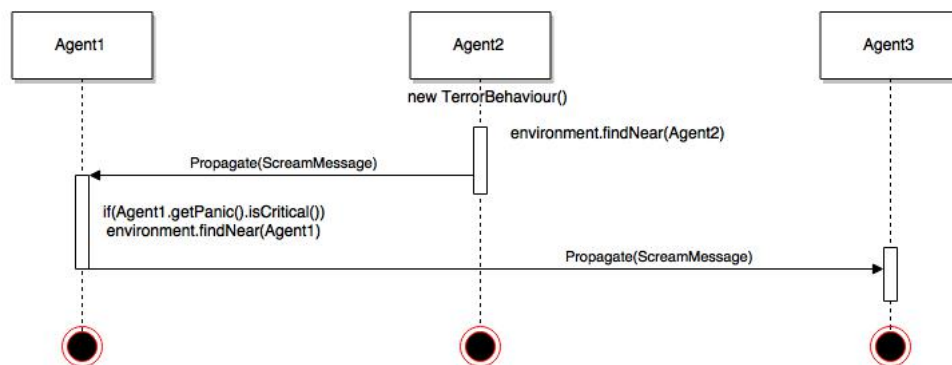 Agent1
Agent2
Agent3
new TerrorBehaviour()
environment.findNear(Agent2)
Propagate(ScreamMessage)
if(Agent1.getPanic().isCritical())
environment.findNear(Agent1)
Propagate(ScreamMessage)